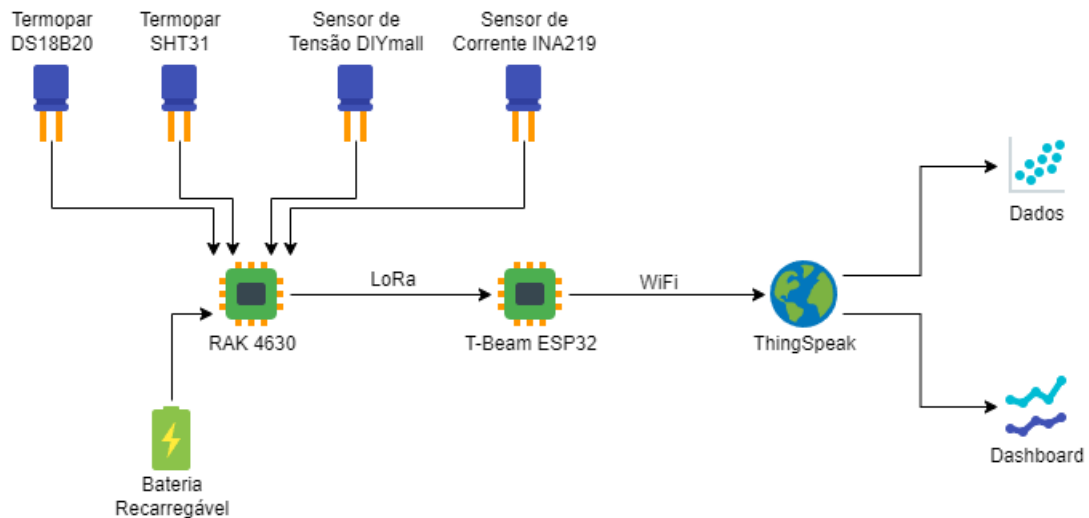 Termopar
DS18B20
Termopar
SHT31
Sensor de
Tensão DIYmall
Sensor de
Corrente INA219
Dados
LoRa
WiFi
RAK 4630
T-Beam ESP32
ThingSpeak
Dashboard
Bateria
Recarregável